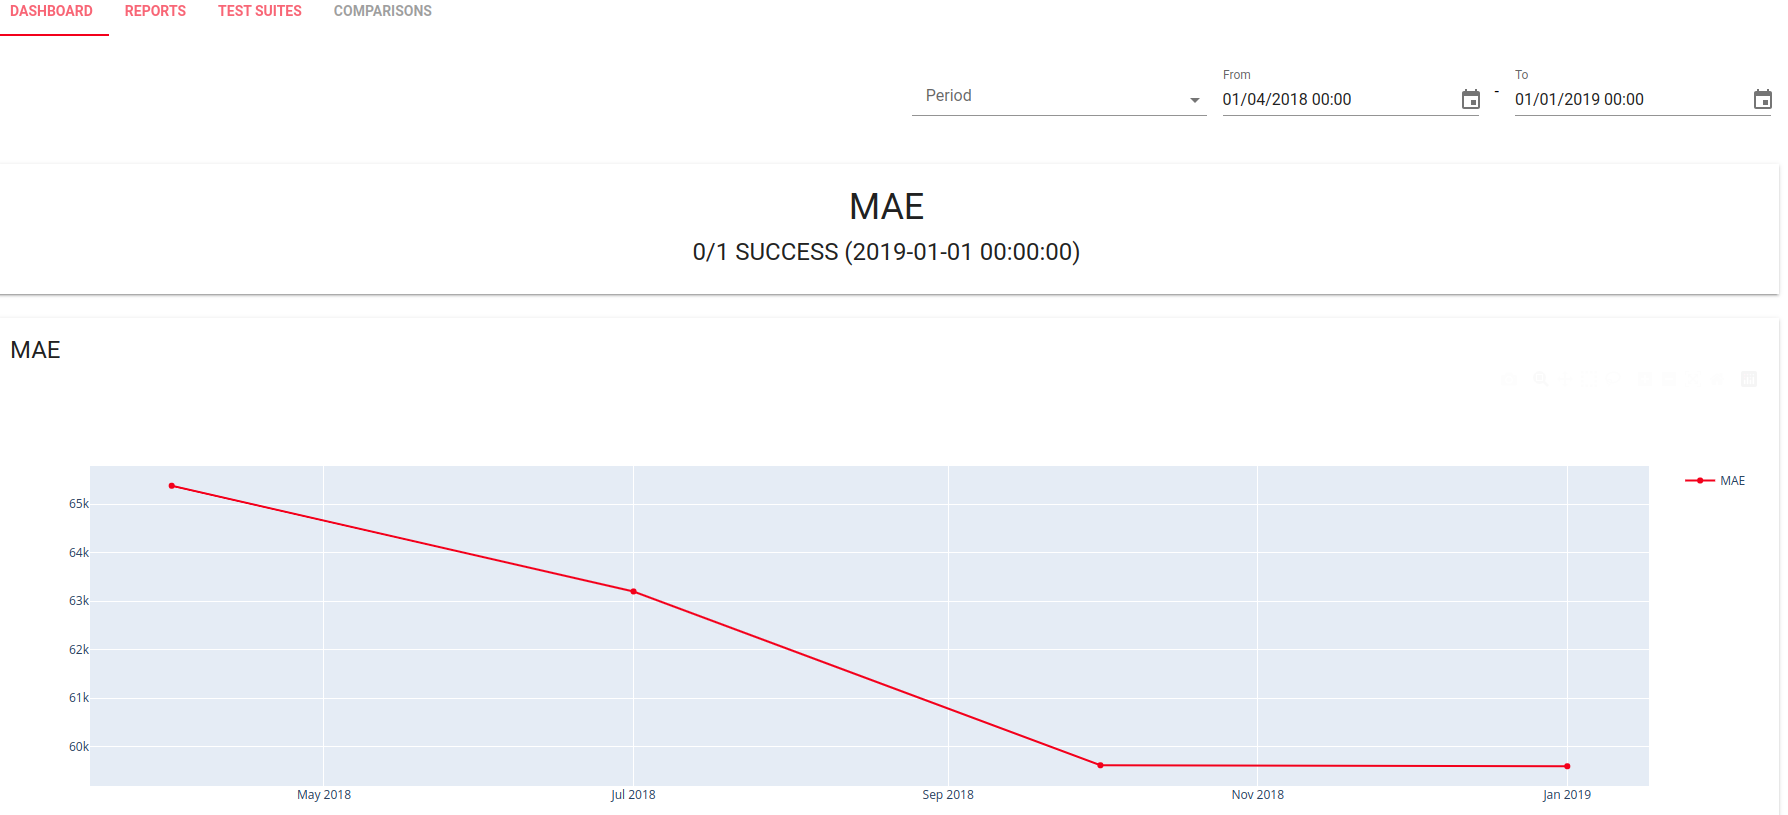 DASHBOARD REPORTS TEST SUITES COMPARISONS
From To
Period 01/04/2018 00:00 - 01/01/2019 00:00
MAE
0/1 SUCCESS (2019-01-01 00:00:00)
MAE
MAE
65k
64k
63k
62k
61k
60k
May 2018 Jul 2018 Sep 2018 Nov 2018 Jan 2019